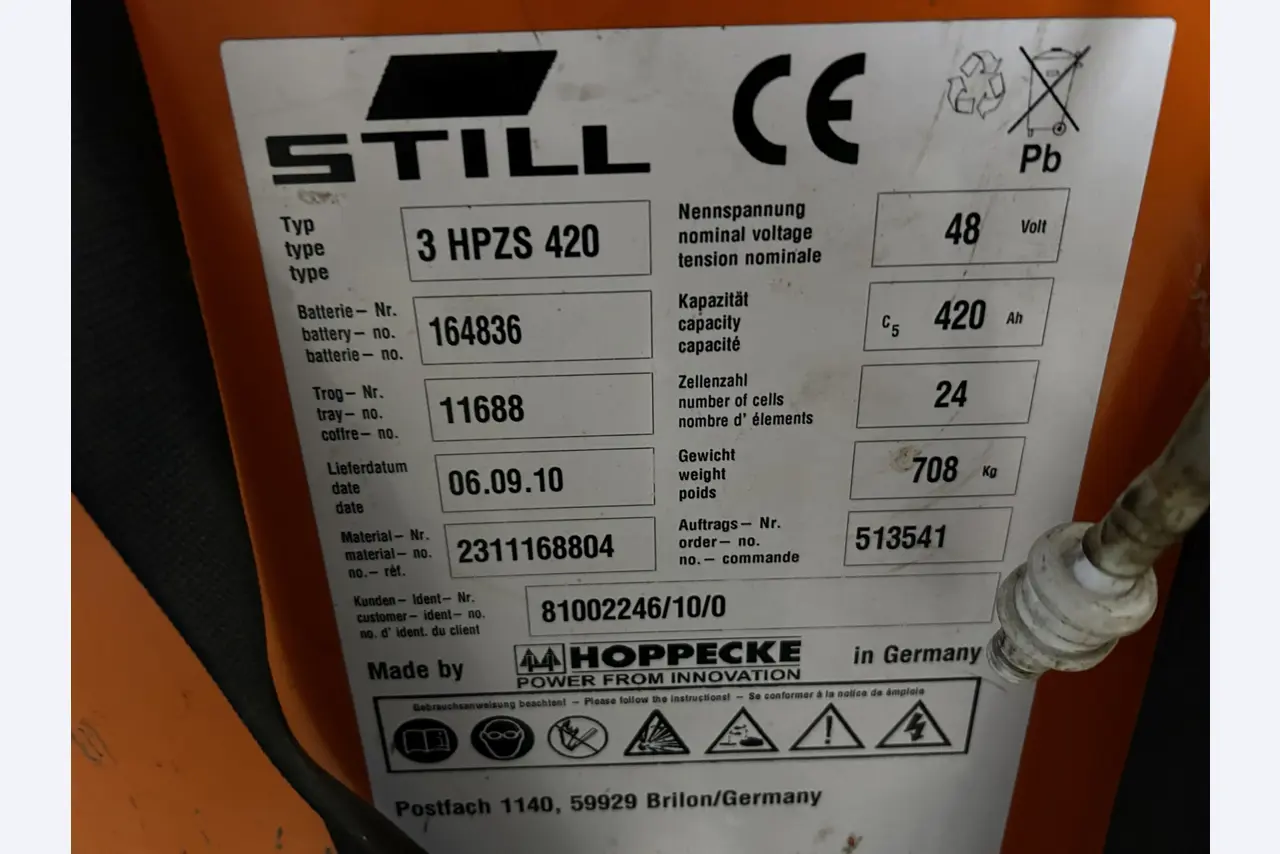 STILL
CE
Pb
Typ
type
type
3 HPZS 420
Nennspannung
nominal voltage
tension nominale
48 Volt
Batterie– Nr.
battery– no.
batterie– no.
164836
Kapazität
capacity
capacité
C5 420 Ah
Trog– Nr.
tray– no.
coffre– no.
11688
Zellenzahl
number of cells
nombre d' élements
24
Lieferdatum
date
date
06.09.10
Gewicht
weight
poids
708 Kg
Material– Nr.
material– no.
no.– réf.
2311168804
Auftrags– Nr.
order– no.
no.– commande
513541
Kunden– Ident– Nr.
customer– ident– no.
no. d' ident. du client
81002246/10/0
Made by HOPPECKE in Germany
POWER FROM INNOVATION
Gebrauchsanweisung beachten! – Please follow the instructions! – Se conformer à la notice de émploie
Postfach 1140, 59929 Brilon/Germany